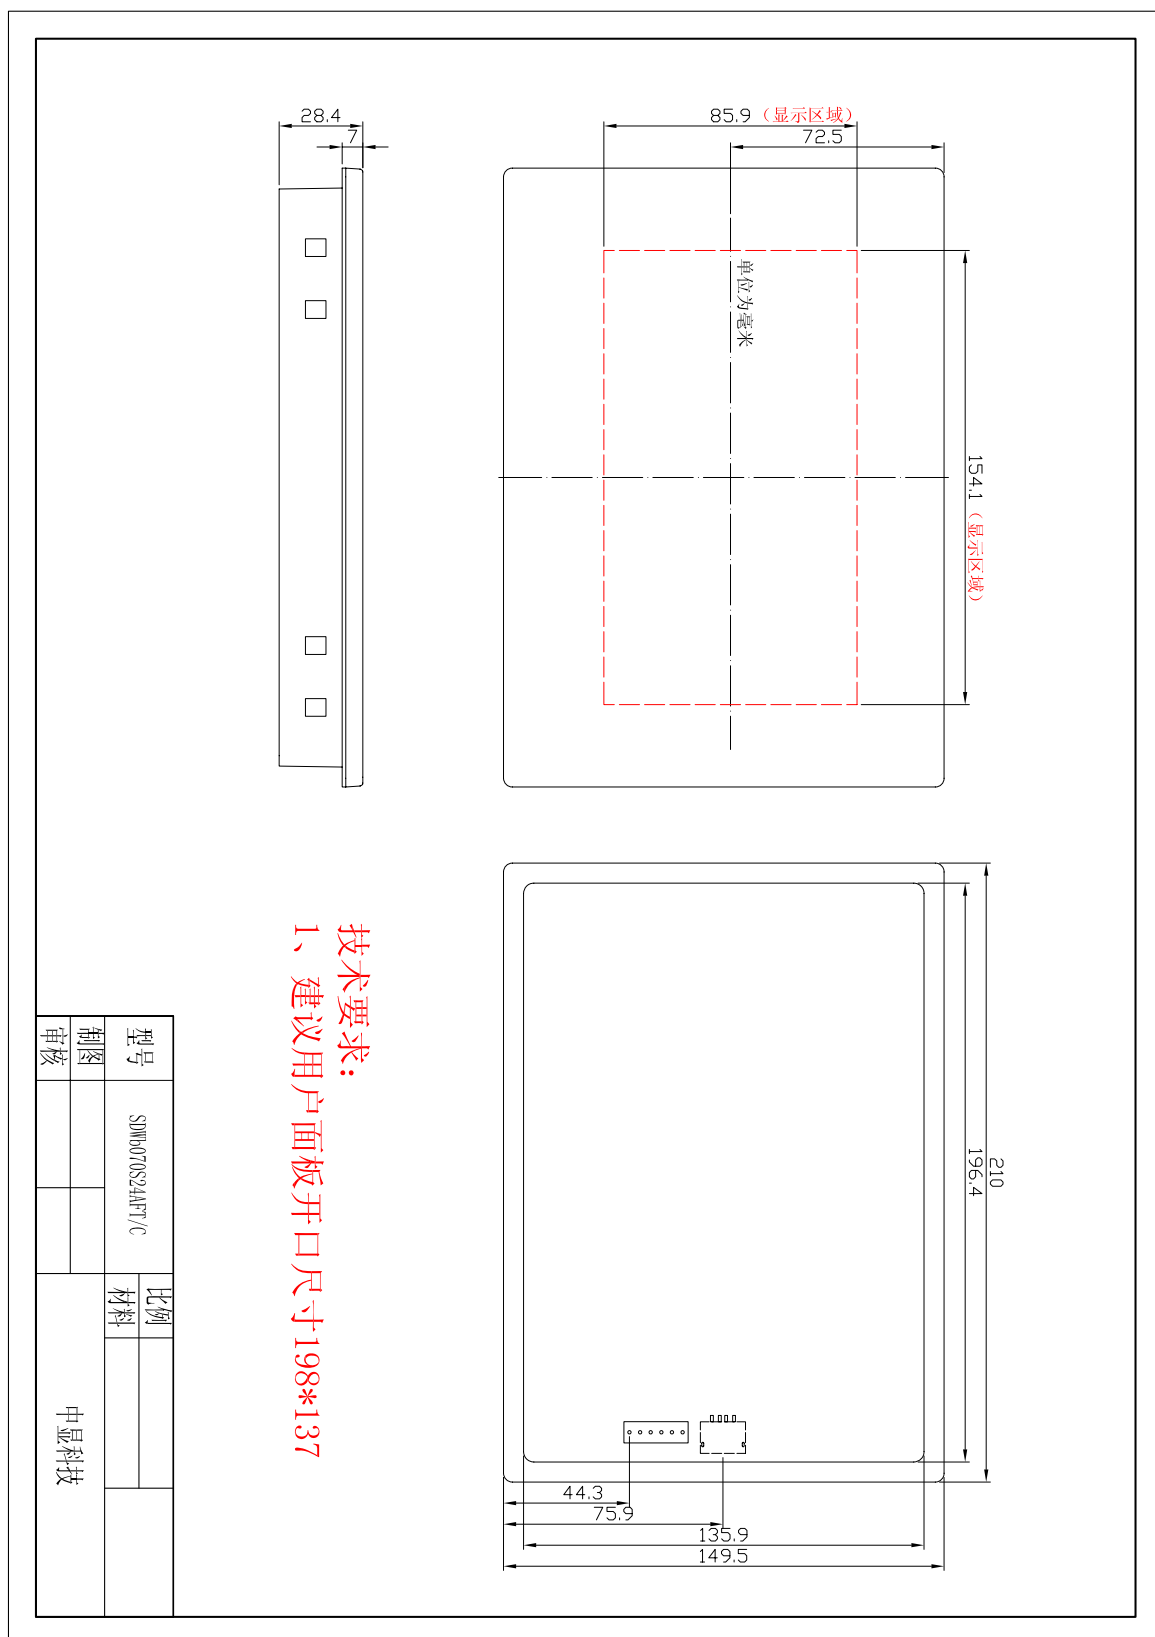 28.4
7
85.9（显示区域）
72.5
单位为毫米
154.1（显示区域）
210
196.4
44.3
75.9
135.9
149.5
技术要求：
1、建议用户面板开口尺寸198*137
型号
SDWb070S24AFT/C
比例
制图
材料
审核
中显科技